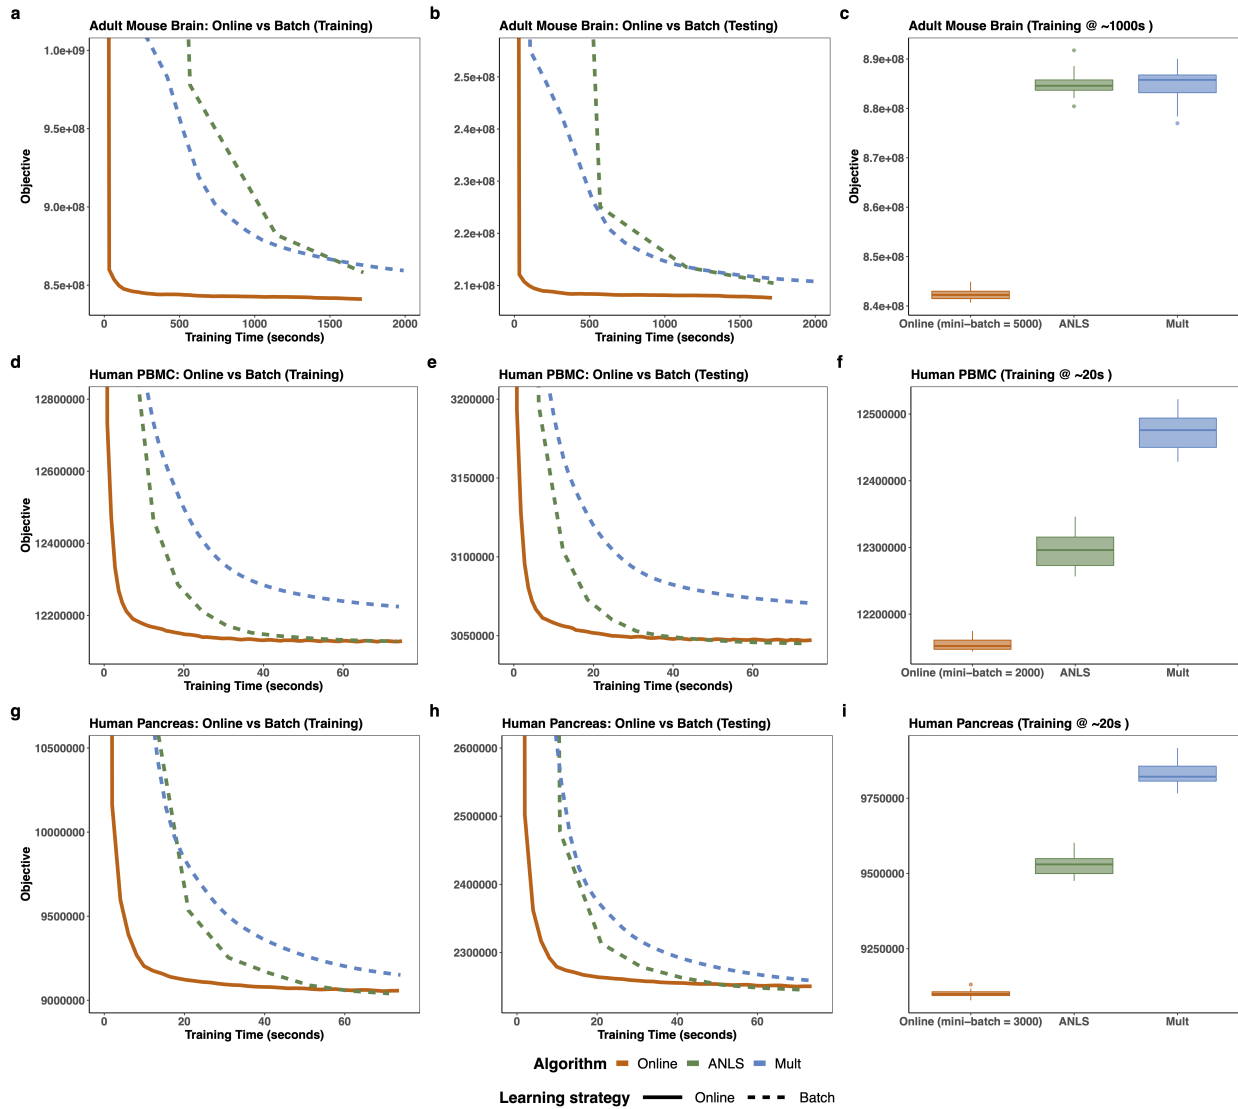 a
Adult Mouse Brain: Online vs Batch (Training)
1.0e+09
9.5e+08
9.0e+08
8.5e+08
Objective
0 500 1000 1500 2000
Training Time (seconds)
b
Adult Mouse Brain: Online vs Batch (Testing)
2.5e+08
2.4e+08
2.3e+08
2.2e+08
2.1e+08
0 500 1000 1500 2000
Training Time (seconds)
c
Adult Mouse Brain (Training @ ~1000s )
8.9e+08
8.8e+08
8.7e+08
8.6e+08
8.5e+08
8.4e+08
Objective
Online (mini−batch = 5000) ANLS Mult
d
Human PBMC: Online vs Batch (Training)
12800000
12600000
12400000
12200000
Objective
0 20 40 60
Training Time (seconds)
e
Human PBMC: Online vs Batch (Testing)
3200000
3150000
3100000
3050000
0 20 40 60
Training Time (seconds)
f
Human PBMC (Training @ ~20s )
12500000
12400000
12300000
12200000
Online (mini−batch = 2000) ANLS Mult
g
Human Pancreas: Online vs Batch (Training)
10500000
10000000
9500000
9000000
Objective
0 20 40 60
Training Time (seconds)
h
Human Pancreas: Online vs Batch (Testing)
2600000
2500000
2400000
2300000
0 20 40 60
Training Time (seconds)
i
Human Pancreas (Training @ ~20s )
9750000
9500000
9250000
Online (mini−batch = 3000) ANLS Mult
Algorithm Online ANLS Mult
Learning strategy Online Batch